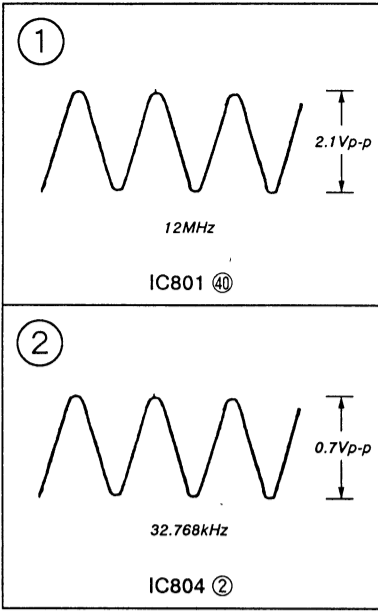 ①
2.1Vp-p
12MHz
IC801 ㊵
②
0.7Vp-p
32.768kHz
IC804 ②